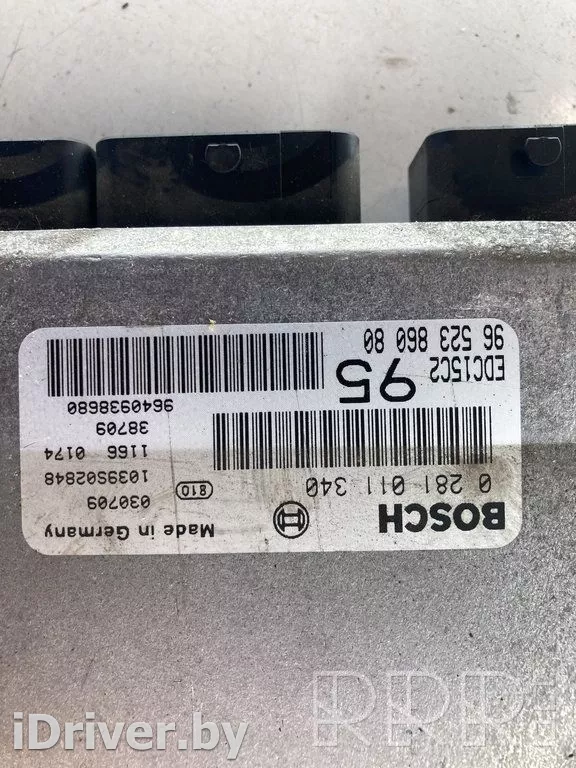 BOSCH
Made in Germany
0 281 011 340
810
030709
1039S02848
1166 0174
38709
9640938680
EDC15C2
95
96 523 860 80
iDriver.by
RRR